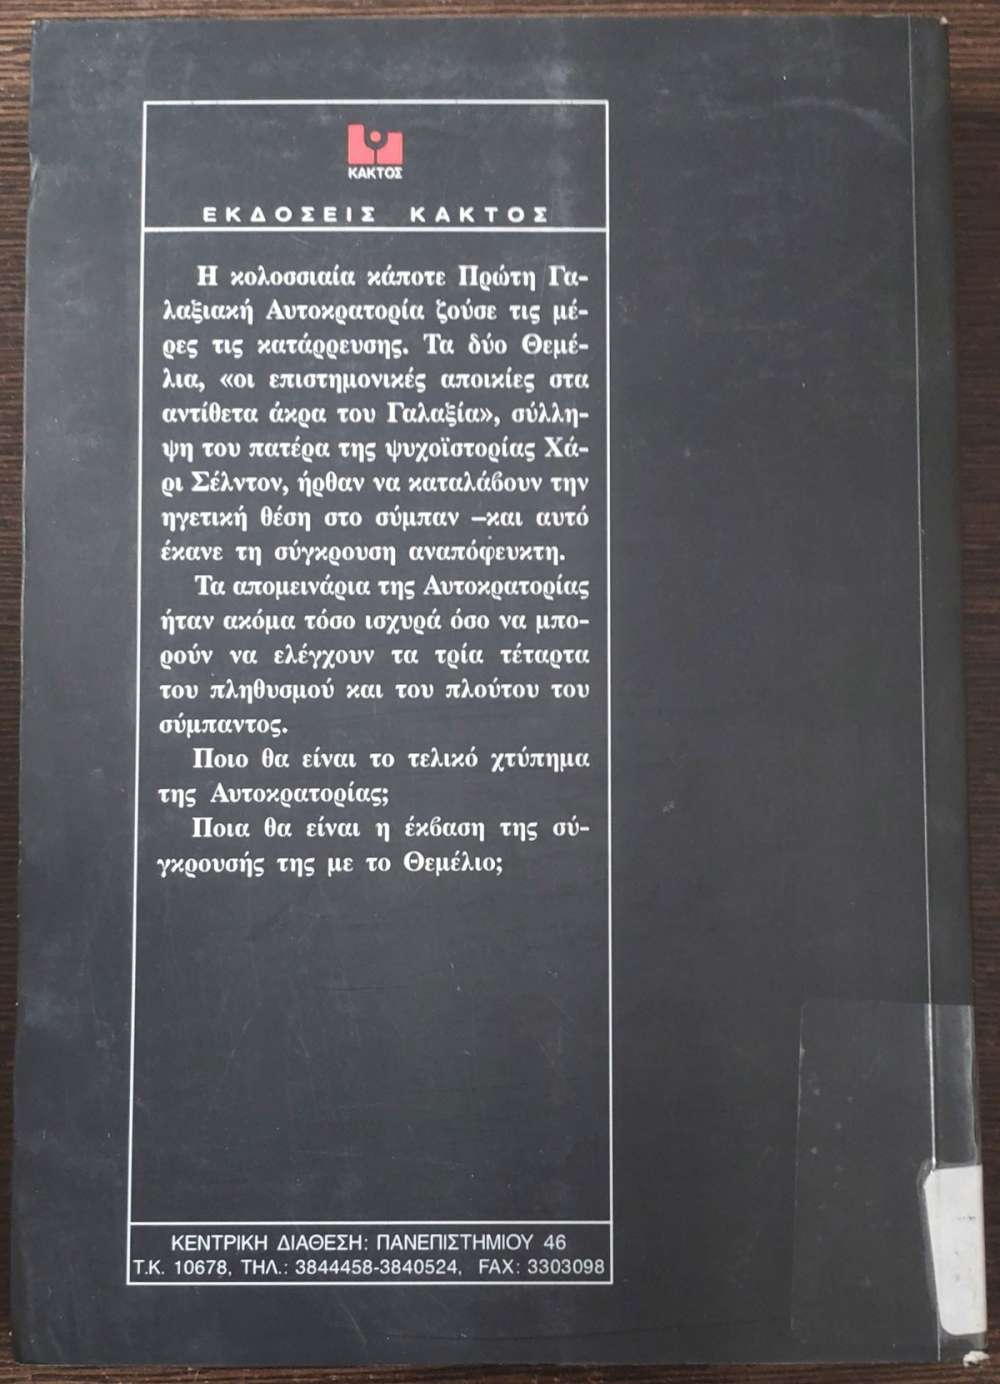 ΚΑΚΤΟΣ
ΕΚΔΟΣΕΙΣ ΚΑΚΤΟΣ
Η κολοσσιαία κάποτε Πρώτη Γα-
λαξιακή Αυτοκρατορία ζούσε τις μέ-
ρες τις κατάρρευσης. Τα δύο Θεμέ-
λια, «οι επιστημονικές αποικίες στα
αντίθετα άκρα του Γαλαξία», σύλλη-
ψη του πατέρα της ψυχοϊστορίας Χά-
ρι Σέλντον, ήρθαν να καταλάβουν την
ηγετική θέση στο σύμπαν –και αυτό
έκανε τη σύγκρουση αναπόφευκτη.
Τα απομεινάρια της Αυτοκρατορίας
ήταν ακόμα τόσο ισχυρά όσο να μπο-
ρούν να ελέγχουν τα τρία τέταρτα
του πληθυσμού και του πλούτου του
σύμπαντος.
Ποιο θα είναι το τελικό χτύπημα
της Αυτοκρατορίας;
Ποια θα είναι η έκβαση της σύ-
γκρουσής της με το Θεμέλιο;
ΚΕΝΤΡΙΚΗ ΔΙΑΘΕΣΗ: ΠΑΝΕΠΙΣΤΗΜΙΟΥ 46
Τ.Κ. 10678, ΤΗΛ.: 3844458-3840524, FAX: 3303098